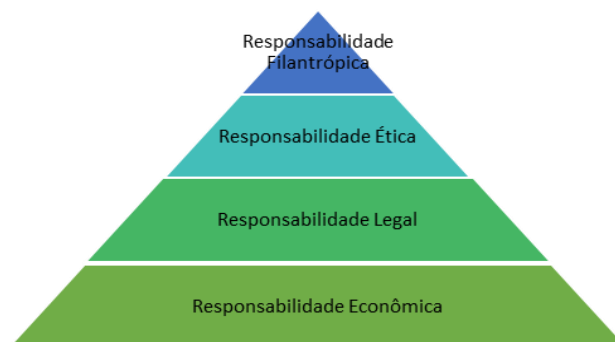 Responsabilidade
Filantrópica
Responsabilidade Ética
Responsabilidade Legal
Responsabilidade Econômica